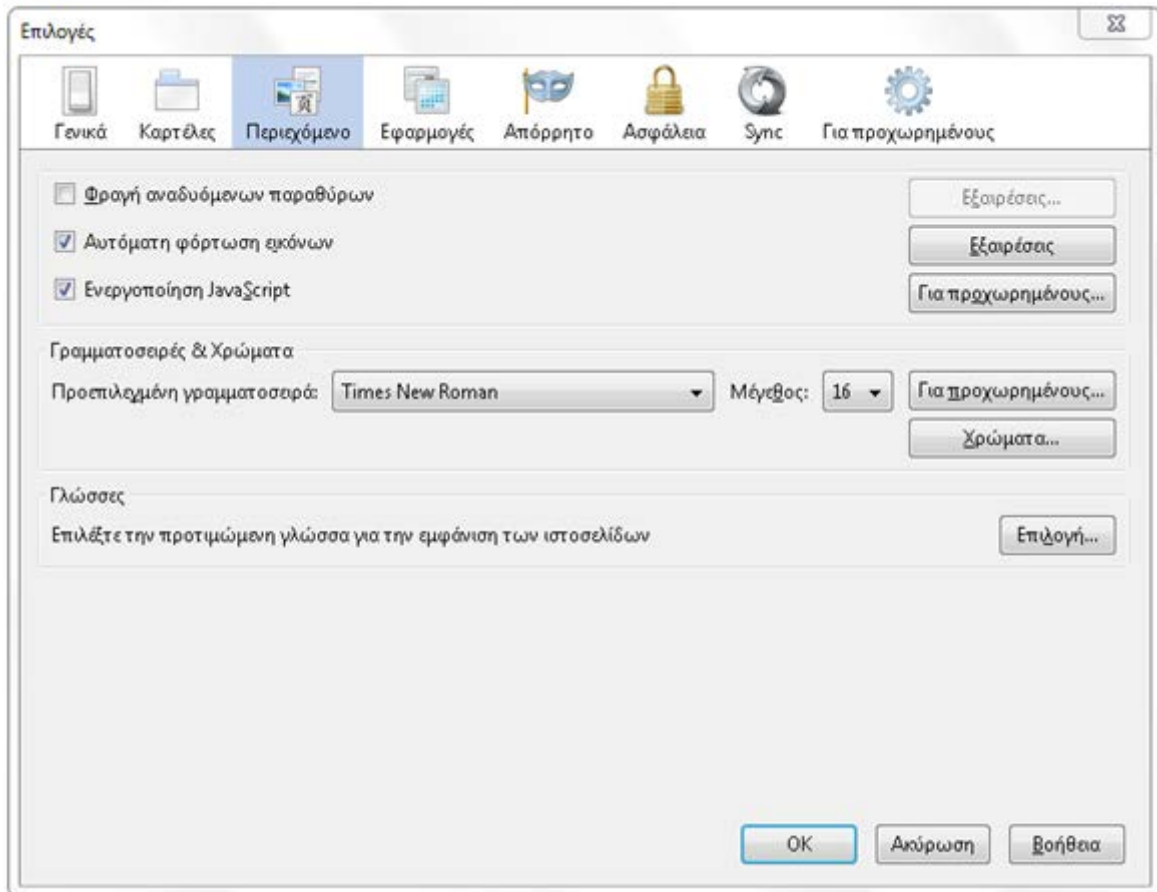 Επιλογές
Γενικά Καρτέλες Περιεχόμενο Εφαρμογές Απόρρητο Ασφάλεια Sync Για προχωρημένους
Φραγή αναδυόμενων παραθύρων Εξαιρέσεις...
Αυτόματη φόρτωση εικόνων Εξαιρέσεις
Ενεργοποίηση JavaScript Για προχωρημένους...
Γραμματοσειρές & Χρώματα
Προεπιλεγμένη γραμματοσειρά: Times New Roman Μέγεθος: 16 Για προχωρημένους...
Χρώματα...
Γλώσσες
Επιλέξτε την προτιμώμενη γλώσσα για την εμφάνιση των ιστοσελίδων Επιλογή...
OK Ακύρωση Βοήθεια